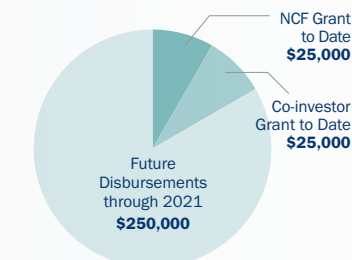 NCF Grant
to Date
$25,000
Co-investor
Grant to Date
$25,000
Future
Disbursements
through 2021
$250,000